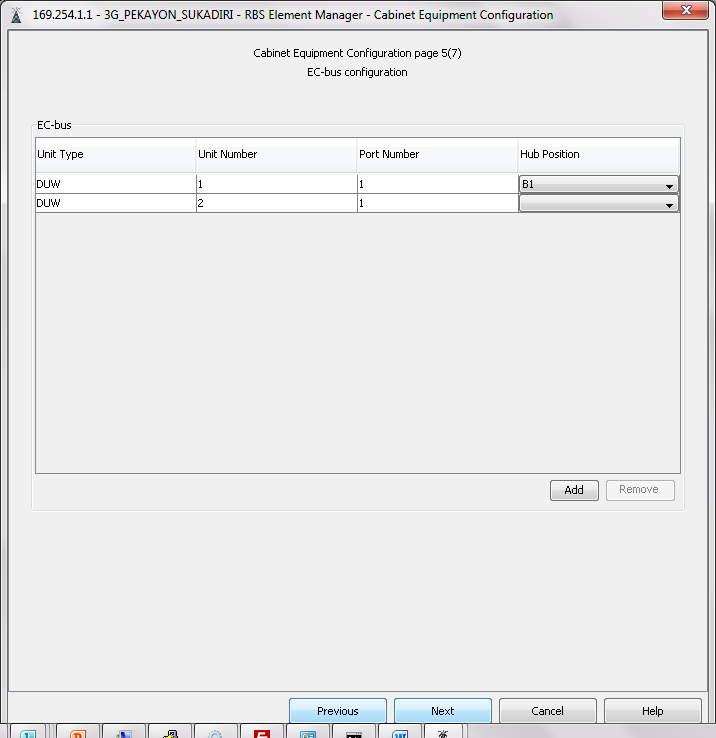 169.254.1.1 - 3G_PEKAYON_SUKADIRI - RBS Element Manager - Cabinet Equipment Configuration
Cabinet Equipment Configuration page 5(7)
EC-bus configuration
EC-bus
Unit Type Unit Number Port Number Hub Position
DUW 1 1 B1
DUW 2 1
Add Remove
Previous Next Cancel Help